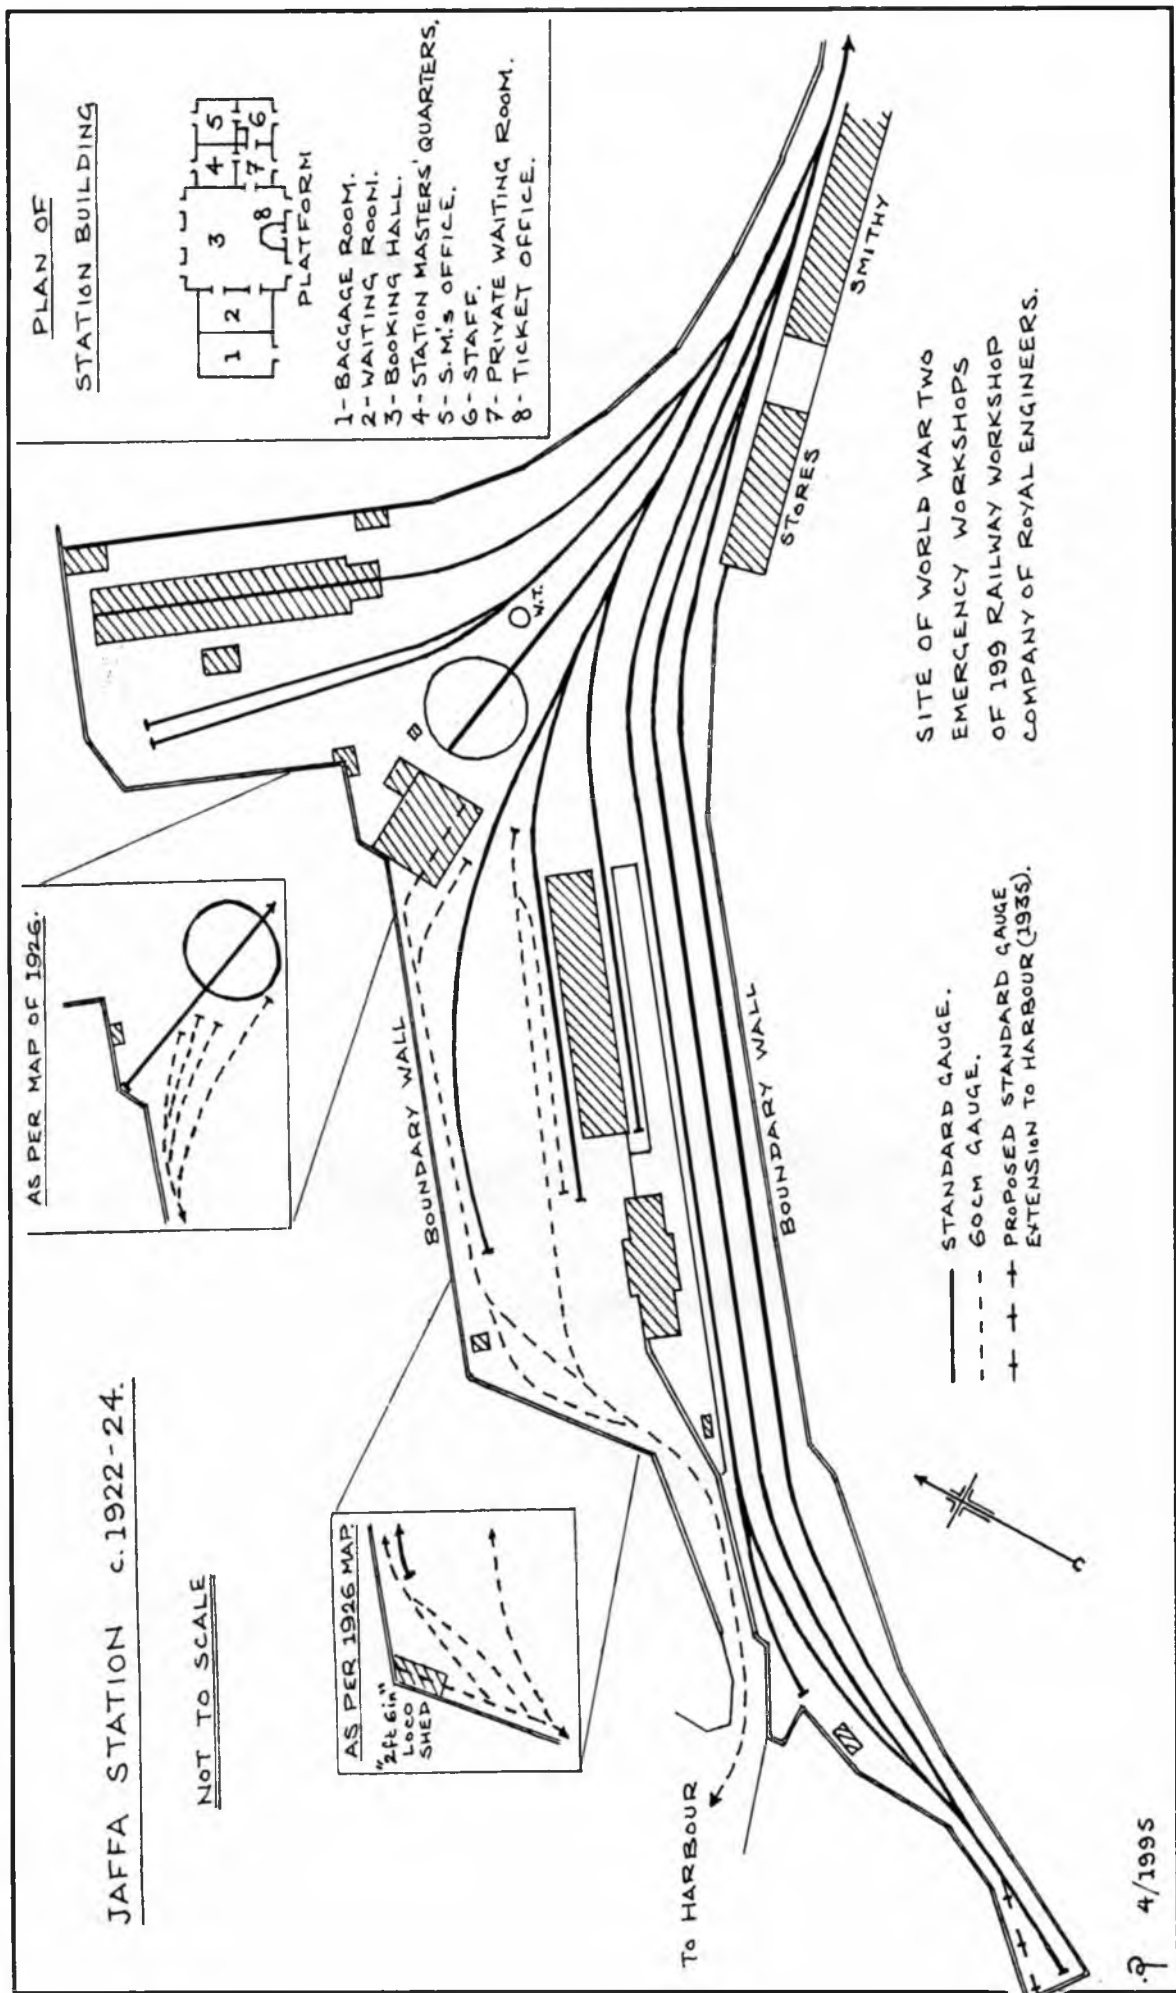 JAFFA STATION c.1922-24.
NOT TO SCALE
AS PER MAP OF 1926.
PLAN OF
STATION BUILDING
1
2
3
4
5
6
7
8
PLATFORM
1- BAGGAGE ROOM.
2- WAITING ROOM.
3- BOOKING HALL.
4- STATION MASTERS' QUARTERS.
5- S.M.'s OFFICE.
6- STAFF.
7- PRIVATE WAITING ROOM.
8- TICKET OFFICE.
AS PER 1926 MAP.
"2ft 6in"
LOCO
SHED
BOUNDARY WALL
W.T.
TO HARBOUR
BOUNDARY WALL
STORES
SMITHY
STANDARD GAUGE.
60CM GAUGE.
PROPOSED STANDARD GAUGE
EXTENSION TO HARBOUR (1935).
SITE OF WORLD WAR TWO
EMERGENCY WORKSHOPS
OF 199 RAILWAY WORKSHOP
COMPANY OF ROYAL ENGINEERS.
4/1995